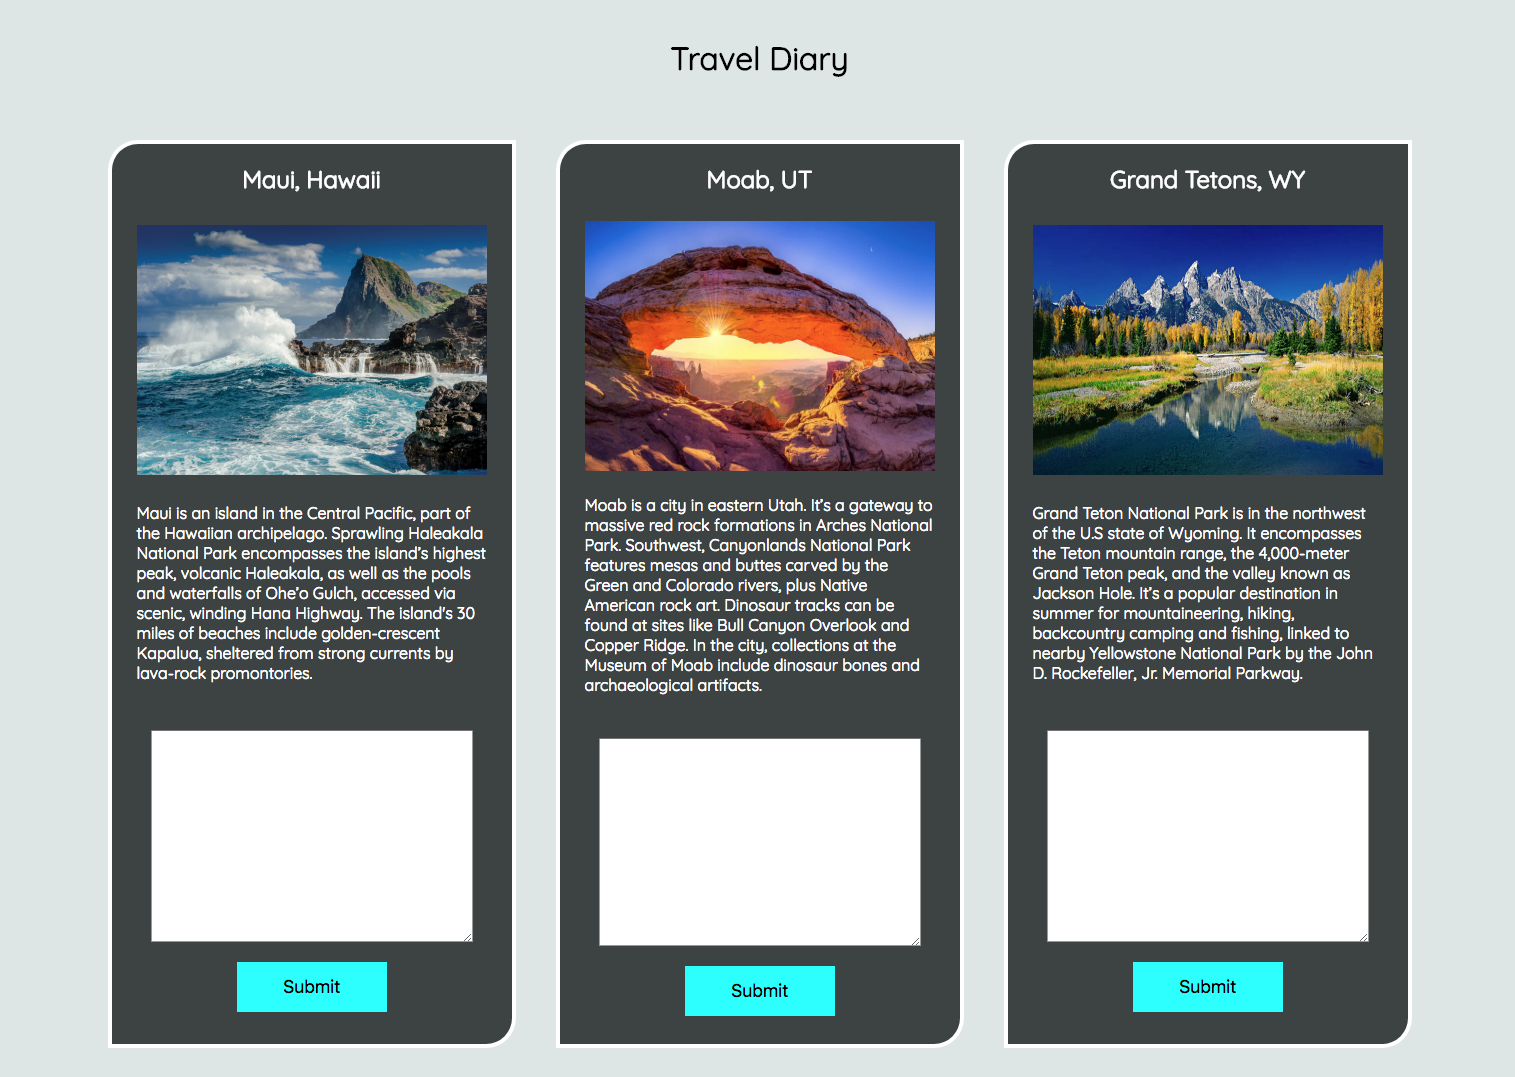 Travel Diary
Maui, Hawaii
Maui is an island in the Central Pacific, part of
the Hawaiian archipelago. Sprawling Haleakala
National Park encompasses the island's highest
peak, volcanic Haleakala, as well as the pools
and waterfalls of Ohe'o Gulch, accessed via
scenic, winding Hana Highway. The island's 30
miles of beaches include golden-crescent
Kapalua, sheltered from strong currents by
lava-rock promontories.
Submit
Moab, UT
Moab is a city in eastern Utah. It's a gateway to
massive red rock formations in Arches National
Park. Southwest, Canyonlands National Park
features mesas and buttes carved by the
Green and Colorado rivers, plus Native
American rock art. Dinosaur tracks can be
found at sites like Bull Canyon Overlook and
Copper Ridge. In the city, collections at the
Museum of Moab include dinosaur bones and
archaeological artifacts.
Submit
Grand Tetons, WY
Grand Teton National Park is in the northwest
of the U.S state of Wyoming. It encompasses
the Teton mountain range, the 4,000-meter
Grand Teton peak, and the valley known as
Jackson Hole. It's a popular destination in
summer for mountaineering, hiking,
backcountry camping and fishing, linked to
nearby Yellowstone National Park by the John
D. Rockefeller, Jr. Memorial Parkway.
Submit